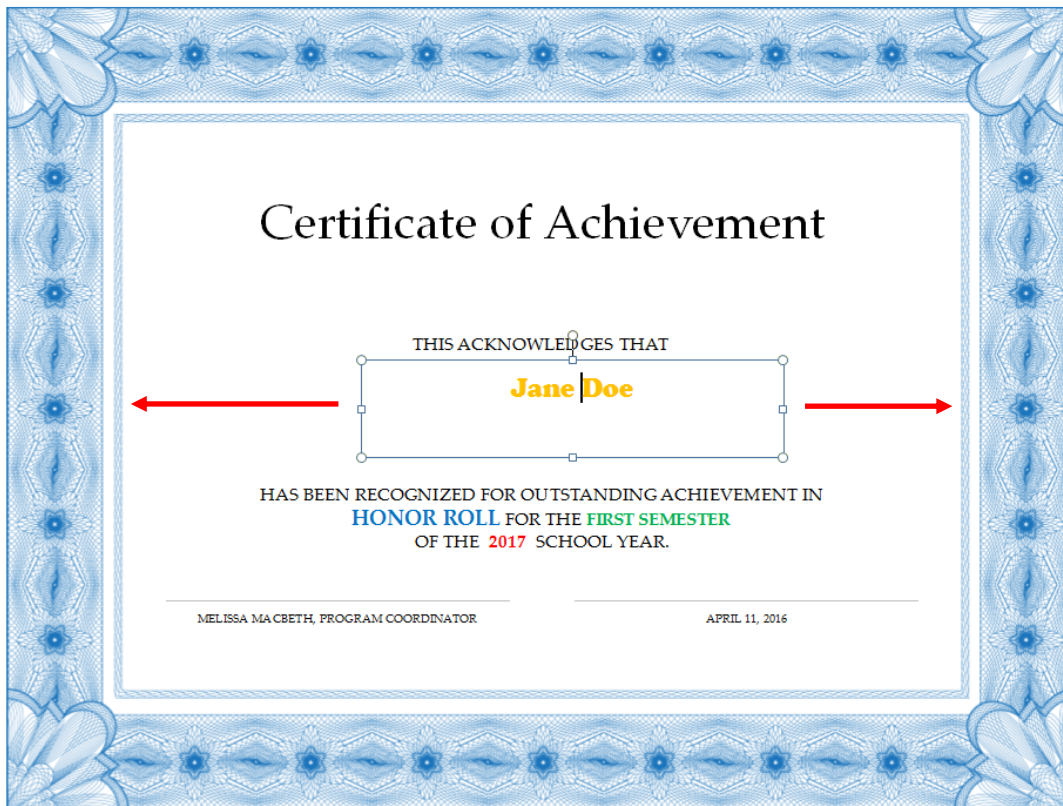 Certificate of Achievement
THIS ACKNOWLEDGES THAT
Jane Doe
HAS BEEN RECOGNIZED FOR OUTSTANDING ACHIEVEMENT IN
HONOR ROLL FOR THE FIRST SEMESTER
OF THE 2017 SCHOOL YEAR.
MELISSA MACBETH, PROGRAM COORDINATOR
APRIL 11, 2016